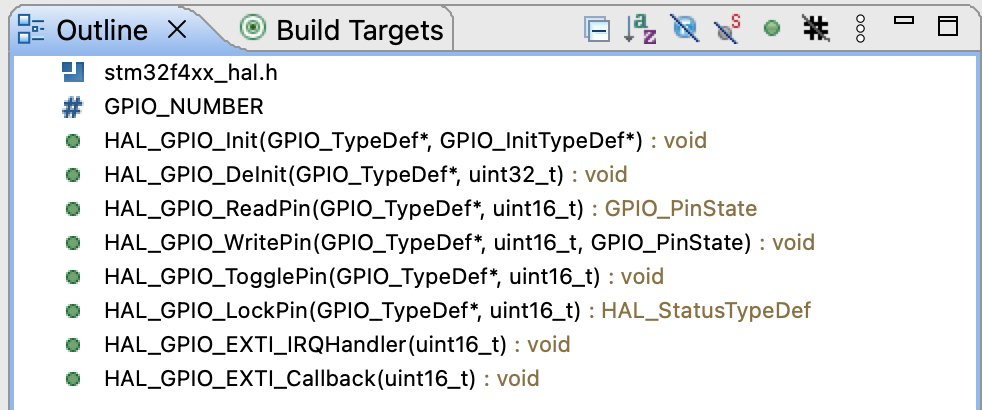 Outline
Build Targets
stm32f4xx_hal.h
GPIO_NUMBER
HAL_GPIO_Init(GPIO_TypeDef*, GPIO_InitTypeDef*) : void
HAL_GPIO_DeInit(GPIO_TypeDef*, uint32_t) : void
HAL_GPIO_ReadPin(GPIO_TypeDef*, uint16_t) : GPIO_PinState
HAL_GPIO_WritePin(GPIO_TypeDef*, uint16_t, GPIO_PinState) : void
HAL_GPIO_TogglePin(GPIO_TypeDef*, uint16_t) : void
HAL_GPIO_LockPin(GPIO_TypeDef*, uint16_t) : HAL_StatusTypeDef
HAL_GPIO_EXTI_IRQHandler(uint16_t) : void
HAL_GPIO_EXTI_Callback(uint16_t) : void